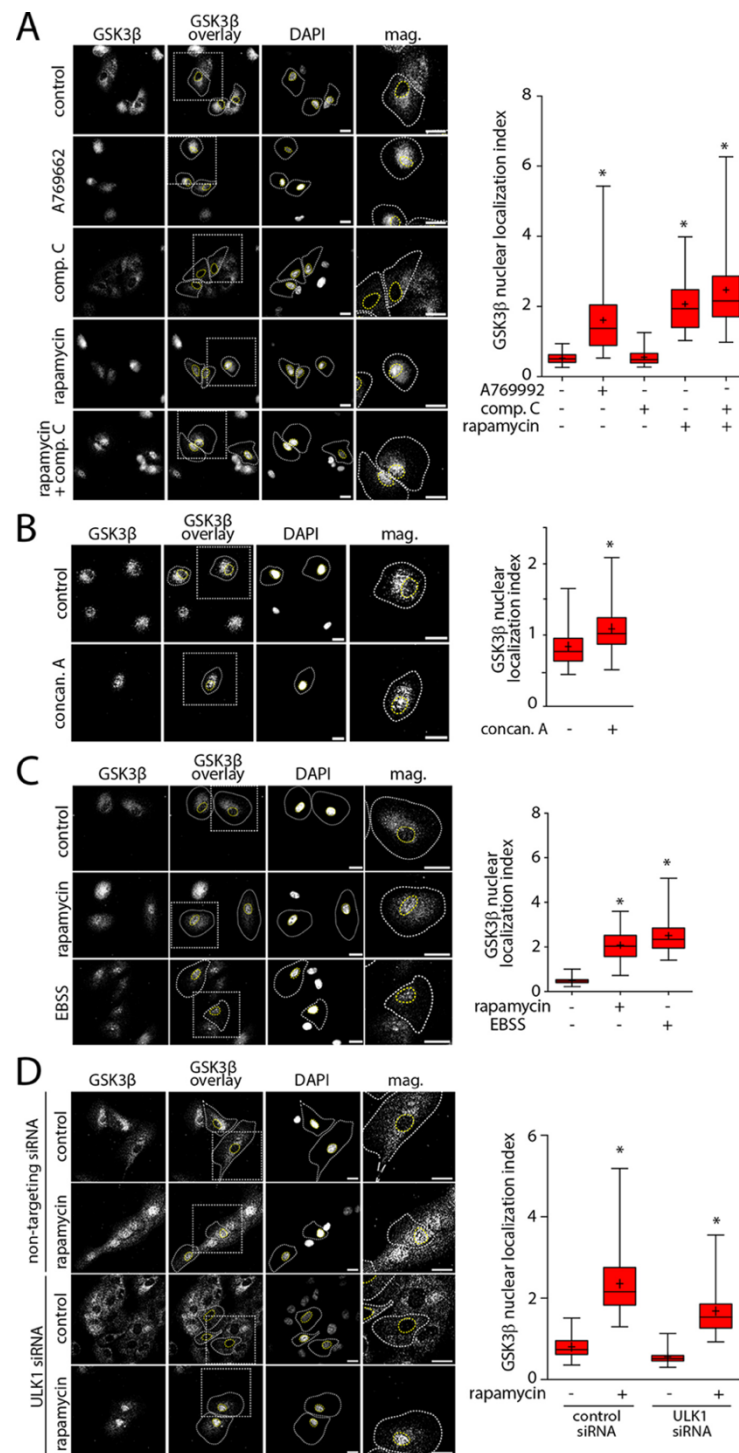 A
GSK3β GSK3β overlay DAPI mag.
control
A769662
comp. C
rapamycin
rapamycin + comp. C
GSK3β nuclear localization index
8
6
4
2
0
* * * *
A769992 - + - - -
comp. C - - + - +
rapamycin - - - + +
B
GSK3β GSK3β overlay DAPI mag.
control
concan. A
GSK3β nuclear localization index
2
1
0
*
concan. A - +
C
GSK3β GSK3β overlay DAPI mag.
control
rapamycin
EBSS
GSK3β nuclear localization index
8
6
4
2
0
* *
rapamycin - + -
EBSS - - +
D
GSK3β GSK3β overlay DAPI mag.
non-targeting siRNA
control
rapamycin
ULK1 siRNA
control
rapamycin
GSK3β nuclear localization index
6
4
2
0
* *
rapamycin - + - +
control siRNA ULK1 siRNA